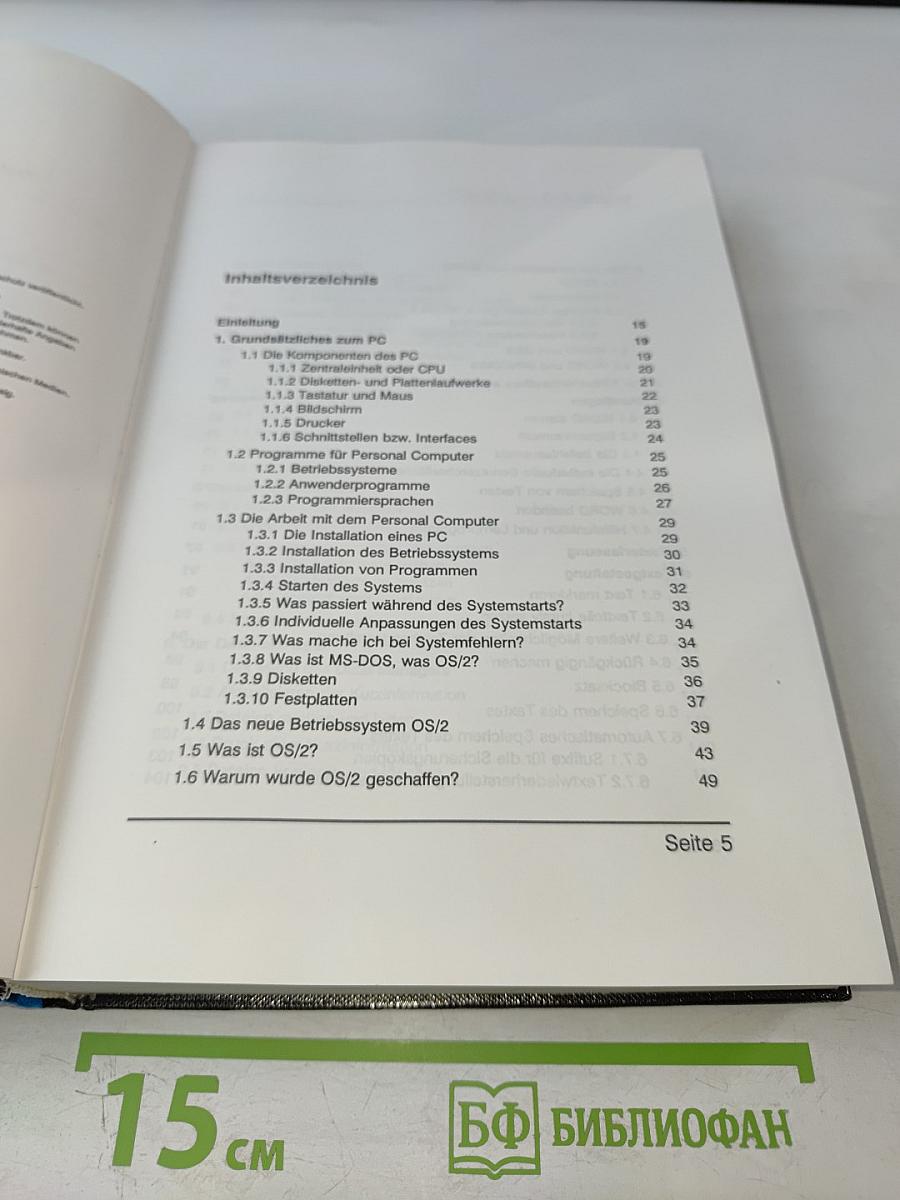 scholz veröffentlicht.
Trotzdem können
Angaben
Medien,
Inhaltsverzeichnis
Einleitung 15
1. Grundsätzliches zum PC 19
1.1 Die Komponenten des PC 19
1.1.1 Zentraleinheit oder CPU 20
1.1.2 Disketten- und Plattenlaufwerke 21
1.1.3 Tastatur und Maus 22
1.1.4 Bildschirm 23
1.1.5 Drucker 23
1.1.6 Schnittstellen bzw. Interfaces 24
1.2 Programme für Personal Computer 25
1.2.1 Betriebssysteme 25
1.2.2 Anwenderprogramme 26
1.2.3 Programmiersprachen 27
1.3 Die Arbeit mit dem Personal Computer 29
1.3.1 Die Installation eines PC 29
1.3.2 Installation des Betriebssystems 30
1.3.3 Installation von Programmen 31
1.3.4 Starten des Systems 32
1.3.5 Was passiert während des Systemstarts? 33
1.3.6 Individuelle Anpassungen des Systemstarts 34
1.3.7 Was mache ich bei Systemfehlern? 34
1.3.8 Was ist MS-DOS, was OS/2? 35
1.3.9 Disketten 36
1.3.10 Festplatten 37
1.4 Das neue Betriebssystem OS/2 39
1.5 Was ist OS/2? 43
1.6 Warum wurde OS/2 geschaffen? 49
Seite 5
15 см
БФ БИБЛИОФАН